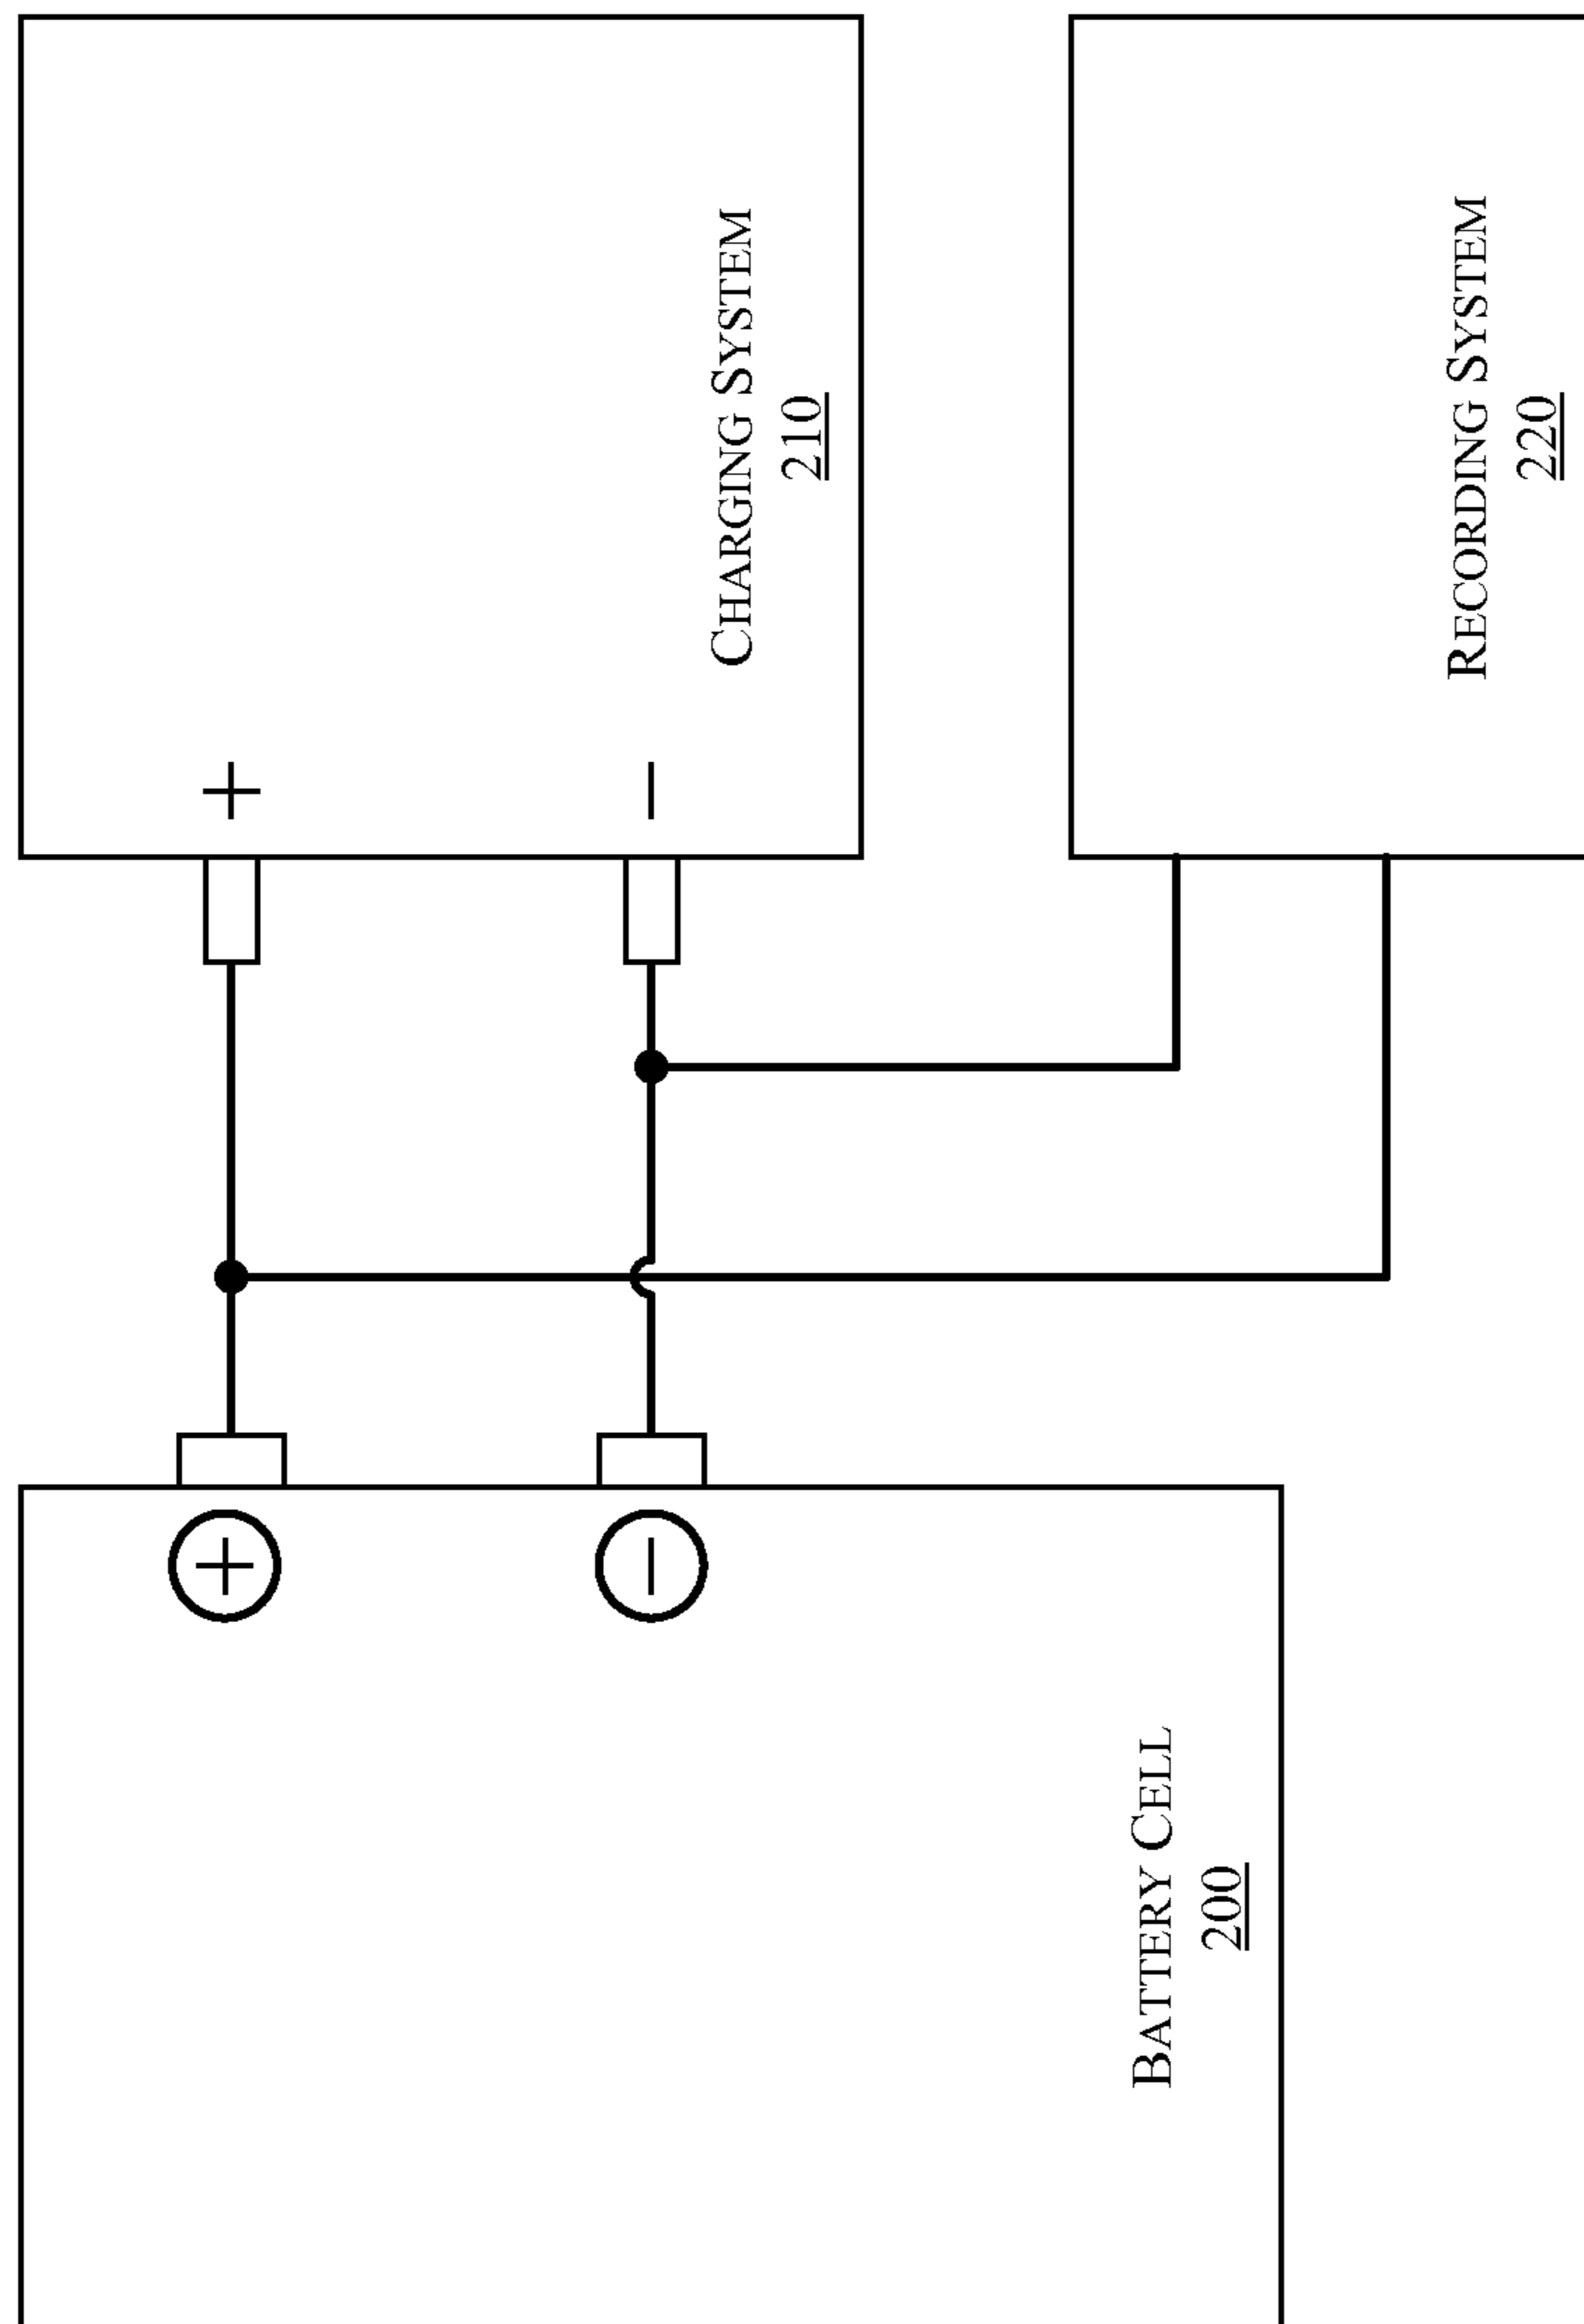 CHARGING SYSTEM
210
+
−
RECORDING SYSTEM
220
+
−
BATTERY CELL
200